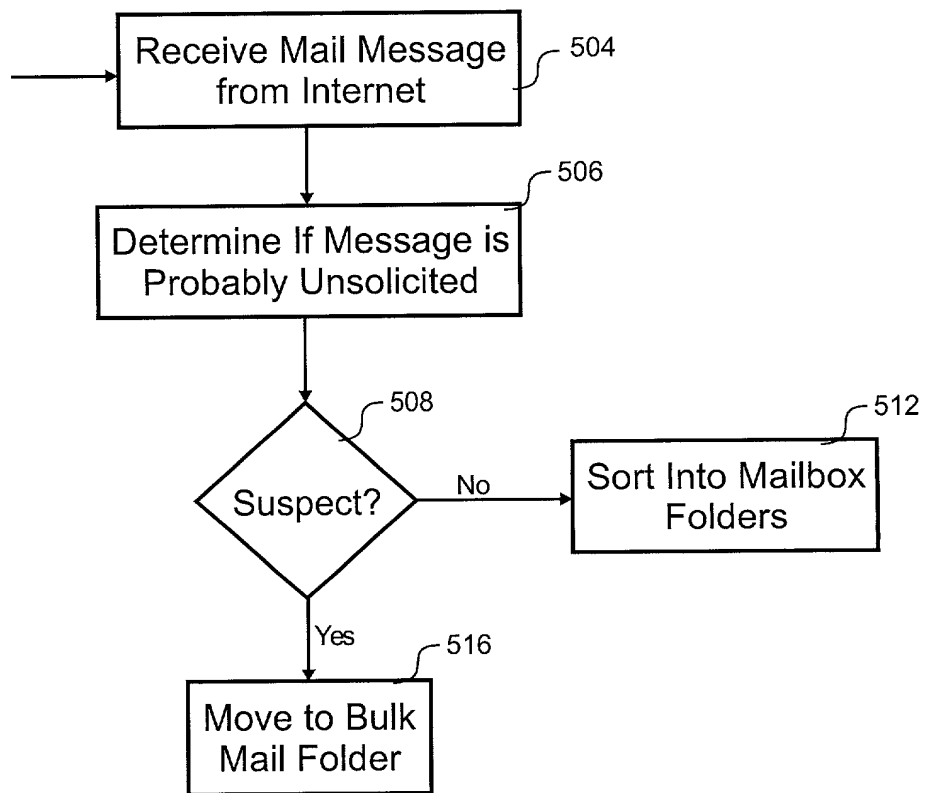 Receive Mail Message
from Internet
504
506
Determine If Message is
Probably Unsolicited
508
512
Suspect?
No
Sort Into Mailbox
Folders
Yes
516
Move to Bulk
Mail Folder